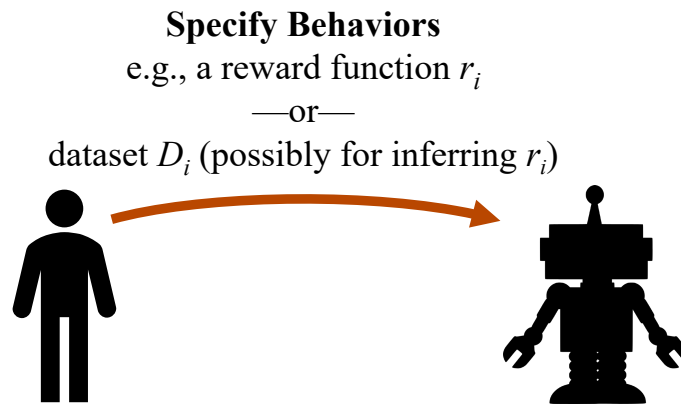 Specify Behaviors
e.g., a reward function r_i
—or—
dataset D_i (possibly for inferring r_i)